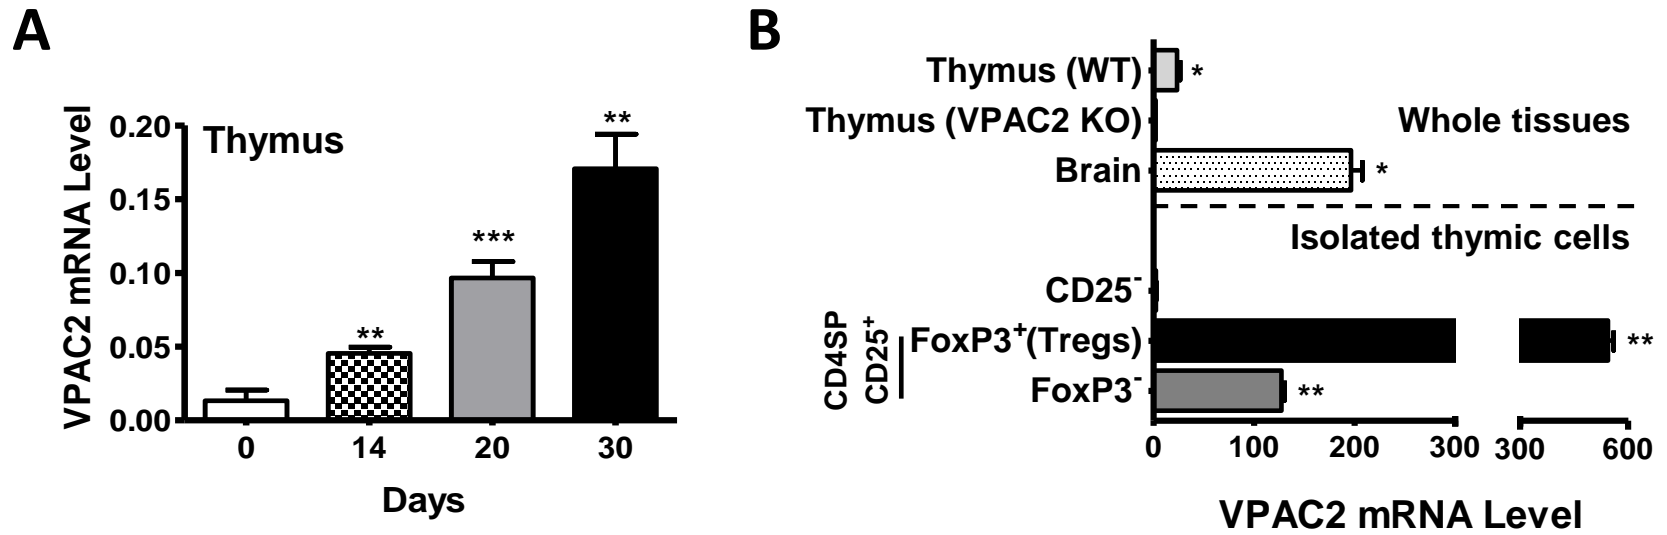 A
VPAC2 mRNA Level
Thymus
0.20
0.15
0.10
0.05
0.00
**
***
**
0 14 20 30
Days
B
Thymus (WT) *
Thymus (VPAC2 KO)
Whole tissues
Brain *
Isolated thymic cells
CD25⁻
CD4SP
CD25⁺
FoxP3⁺(Tregs) **
FoxP3⁻ **
0 100 200 300 300 600
VPAC2 mRNA Level